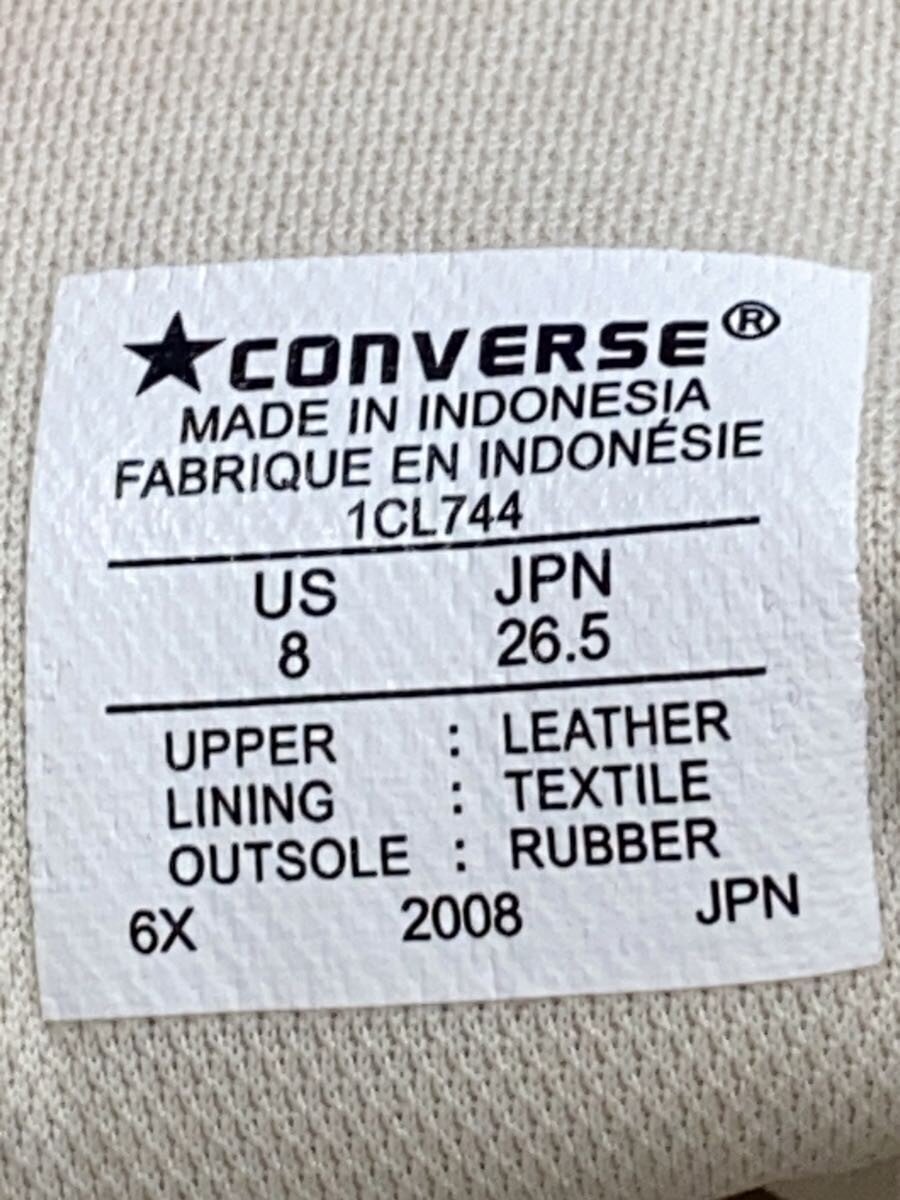 ★CONVERSE®
MADE IN INDONESIA
FABRIQUE EN INDONÉSIE
1CL744
US JPN
8 26.5
UPPER : LEATHER
LINING : TEXTILE
OUTSOLE : RUBBER
6X 2008 JPN